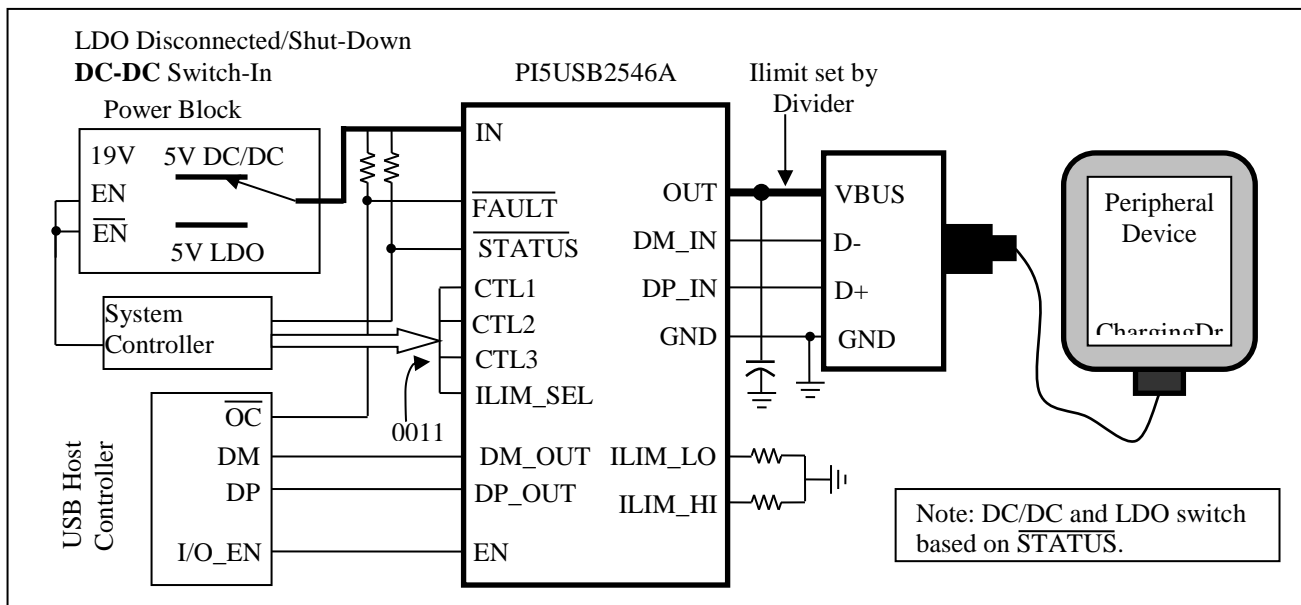 LDO Disconnected/Shut-Down
DC-DC Switch-In
Power Block
19V
5V DC/DC
EN
EN
5V LDO
System
Controller
USB Host
Controller
OC
DM
DP
I/O_EN
0011
PI5USB2546A
IN
FAULT
STATUS
CTL1
CTL2
CTL3
ILIM_SEL
DM_OUT
DP_OUT
EN
OUT
DM_IN
DP_IN
GND
ILIM_LO
ILIM_HI
Ilimit set by
Divider
VBUS
D-
D+
GND
Peripheral
Device
ChargingDr
Note: DC/DC and LDO switch
based on STATUS.